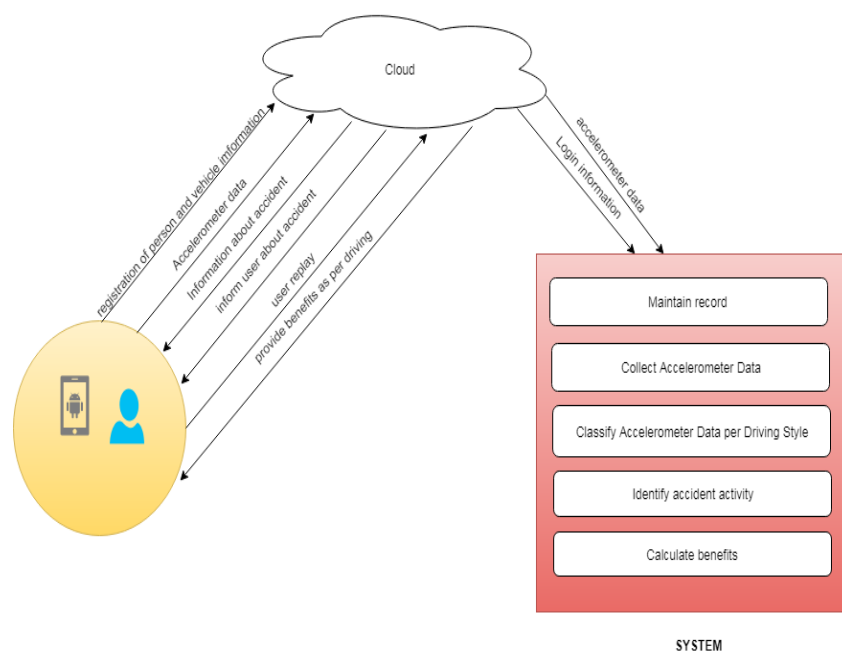 Cloud
registration of person and vehicle imformation
Accelerometer data
Information about accident
inform user about accident
user replay
provide benefits as per driving
accelerometer data
Login information
Maintain record
Collect Accelerometer Data
Classify Accelerometer Data per Driving Style
Identify accident activity
Calculate benefits
SYSTEM